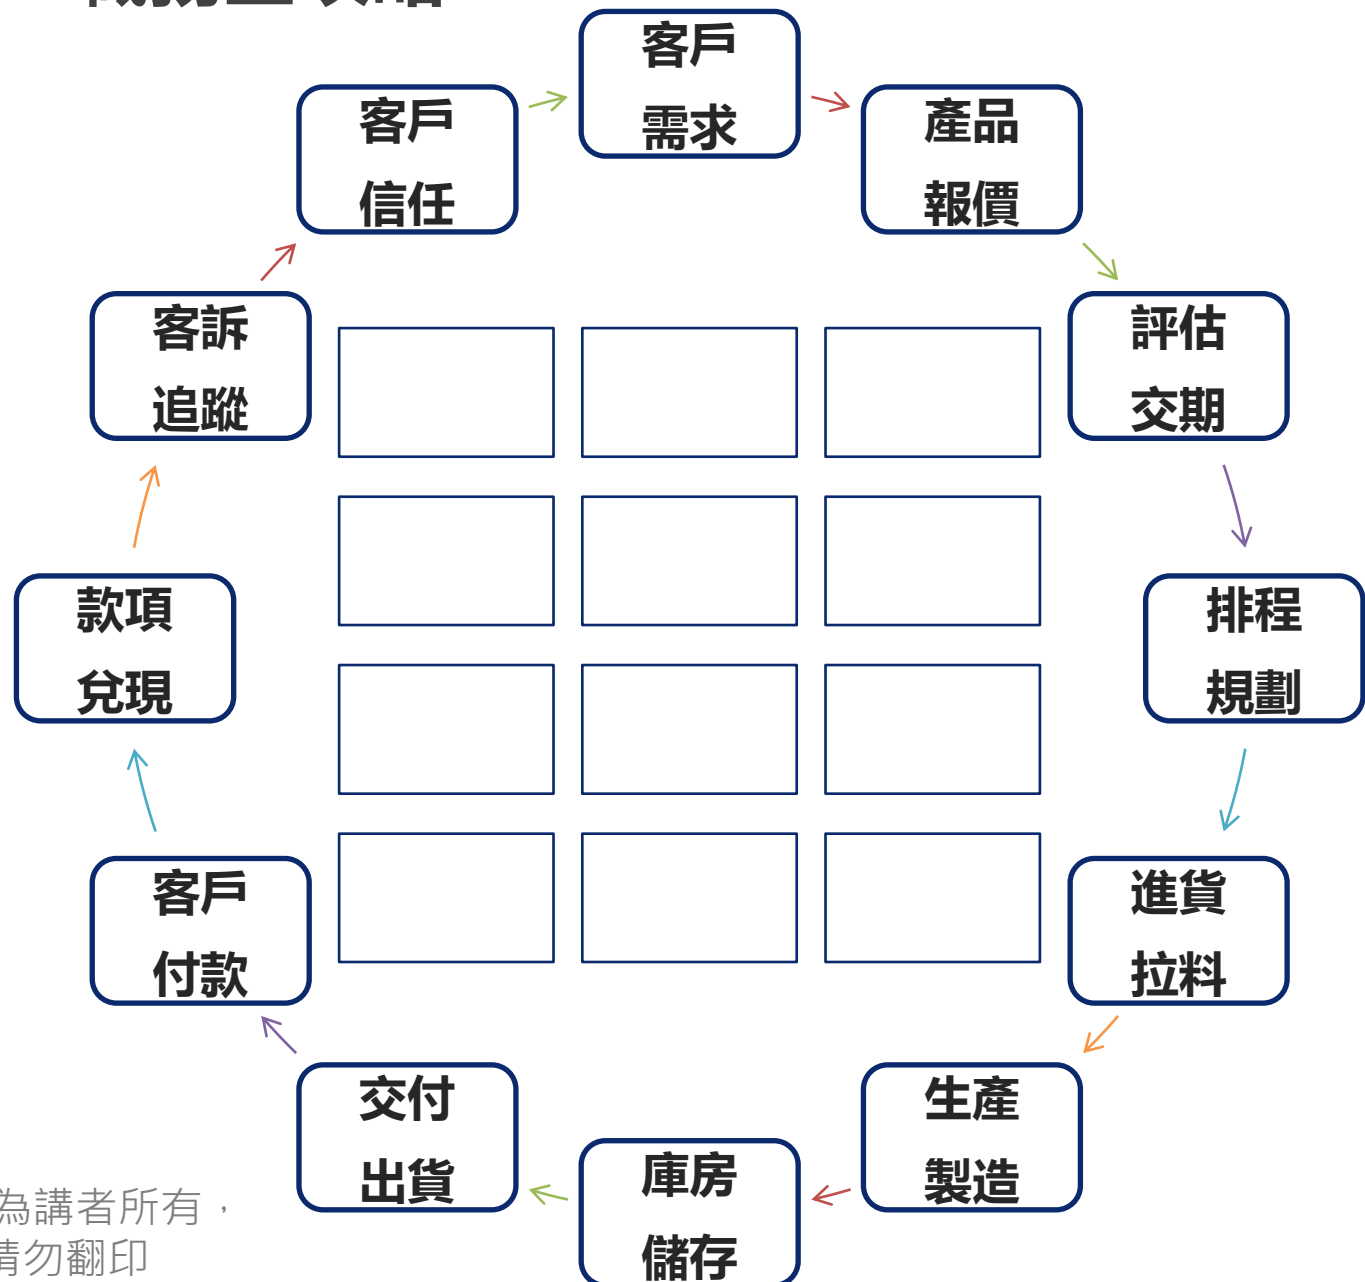 客戶
需求
產品
報價
評估
交期
排程
規劃
進貨
拉料
生產
製造
庫房
儲存
交付
出貨
客戶
付款
款項
兌現
客訴
追蹤
客戶
信任
為講者所有，
請勿翻印